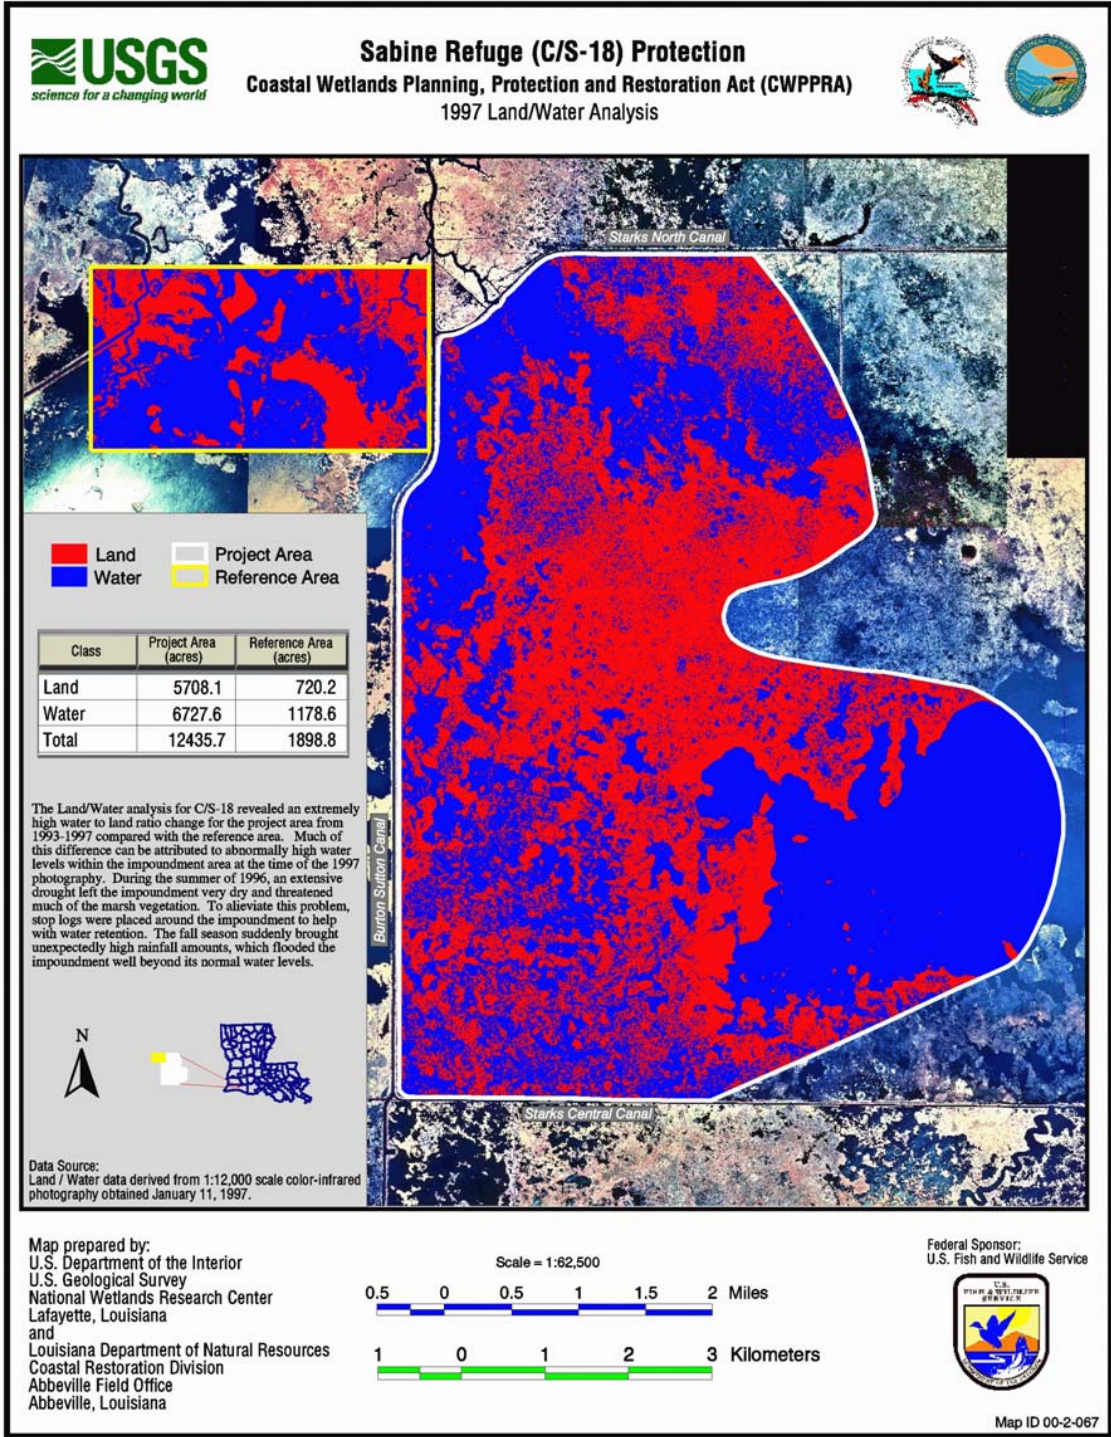 USGS
science for a changing world
Sabine Refuge (C/S-18) Protection
Coastal Wetlands Planning, Protection and Restoration Act (CWPPRA)
1997 Land/Water Analysis
Starks North Canal
Land
Water
Project Area
Reference Area
Class Project Area (acres) Reference Area (acres)
Land 5708.1 720.2
Water 6727.6 1178.6
Total 12435.7 1898.8
The Land/Water analysis for C/S-18 revealed an extremely
high water to land ratio change for the project area from
1993-1997 compared with the reference area. Much of
this difference can be attributed to abnormally high water
levels within the impoundment area at the time of the 1997
photography. During the summer of 1996, an extensive
drought left the impoundment very dry and threatened
much of the marsh vegetation. To alieviate this problem,
stop logs were placed around the impoundment to help
with water retention. The fall season suddenly brought
unexpectedly high rainfall amounts, which flooded the
impoundment well beyond its normal water levels.
Burton Sutton Canal
N
Starks Central Canal
Data Source:
Land / Water data derived from 1:12,000 scale color-infrared
photography obtained January 11, 1997.
Map prepared by:
U.S. Department of the Interior
U.S. Geological Survey
National Wetlands Research Center
Lafayette, Louisiana
and
Louisiana Department of Natural Resources
Coastal Restoration Division
Abbeville Field Office
Abbeville, Louisiana
Scale = 1:62,500
0.5 0 0.5 1 1.5 2 Miles
1 0 1 2 3 Kilometers
Federal Sponsor:
U.S. Fish and Wildlife Service
U.S.
FISH & WILDLIFE
SERVICE
Map ID 00-2-067